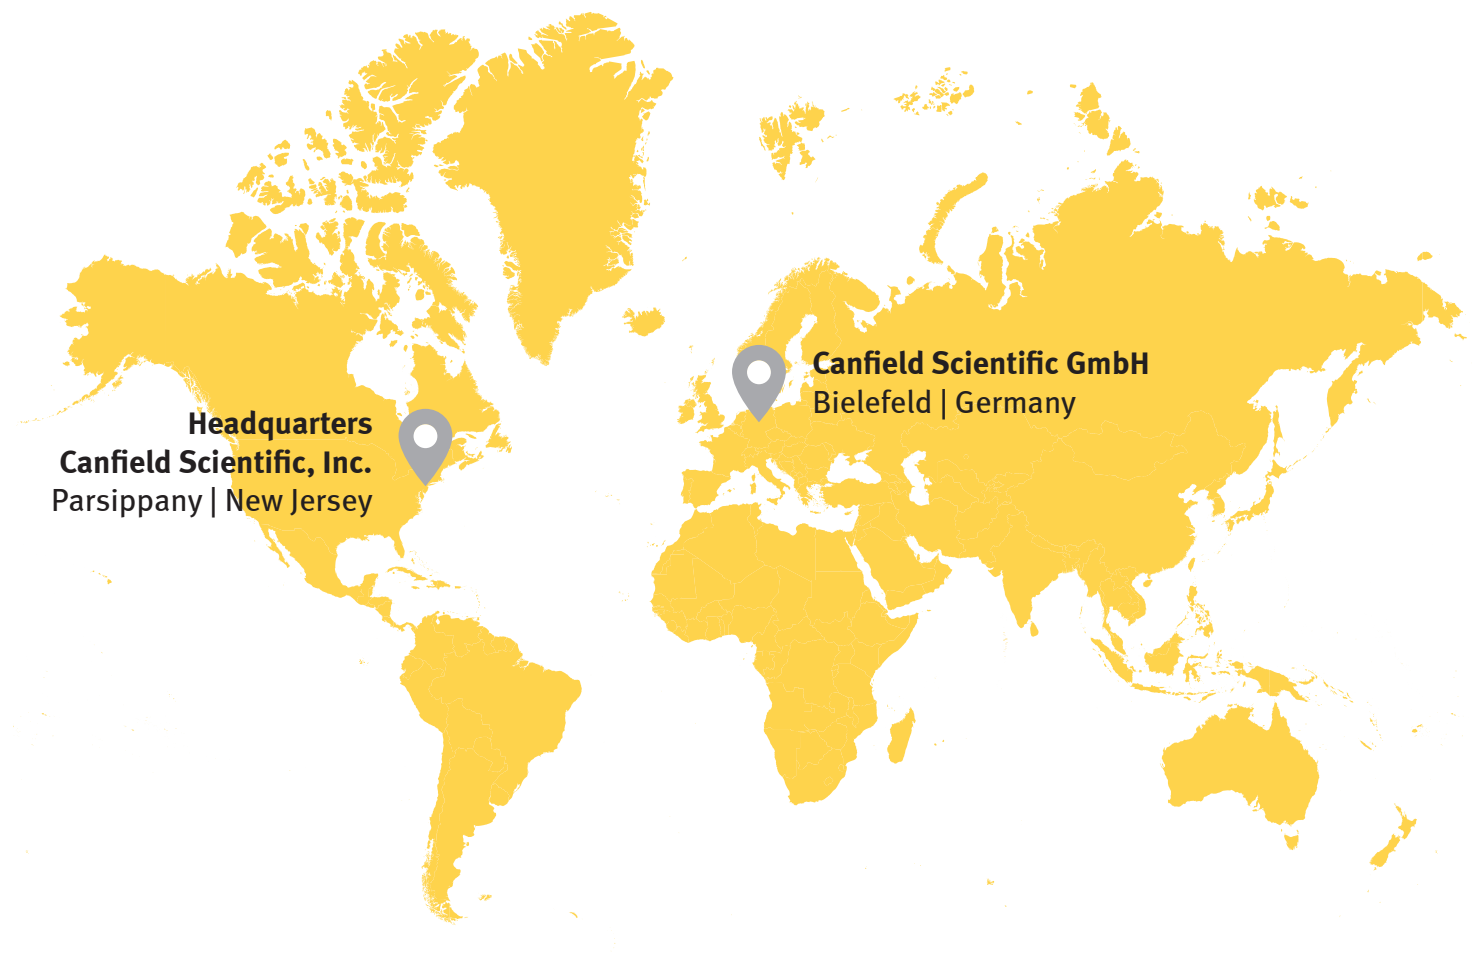 Headquarters
Canfield Scientific, Inc.
Parsippany | New Jersey
Canfield Scientific GmbH
Bielefeld | Germany